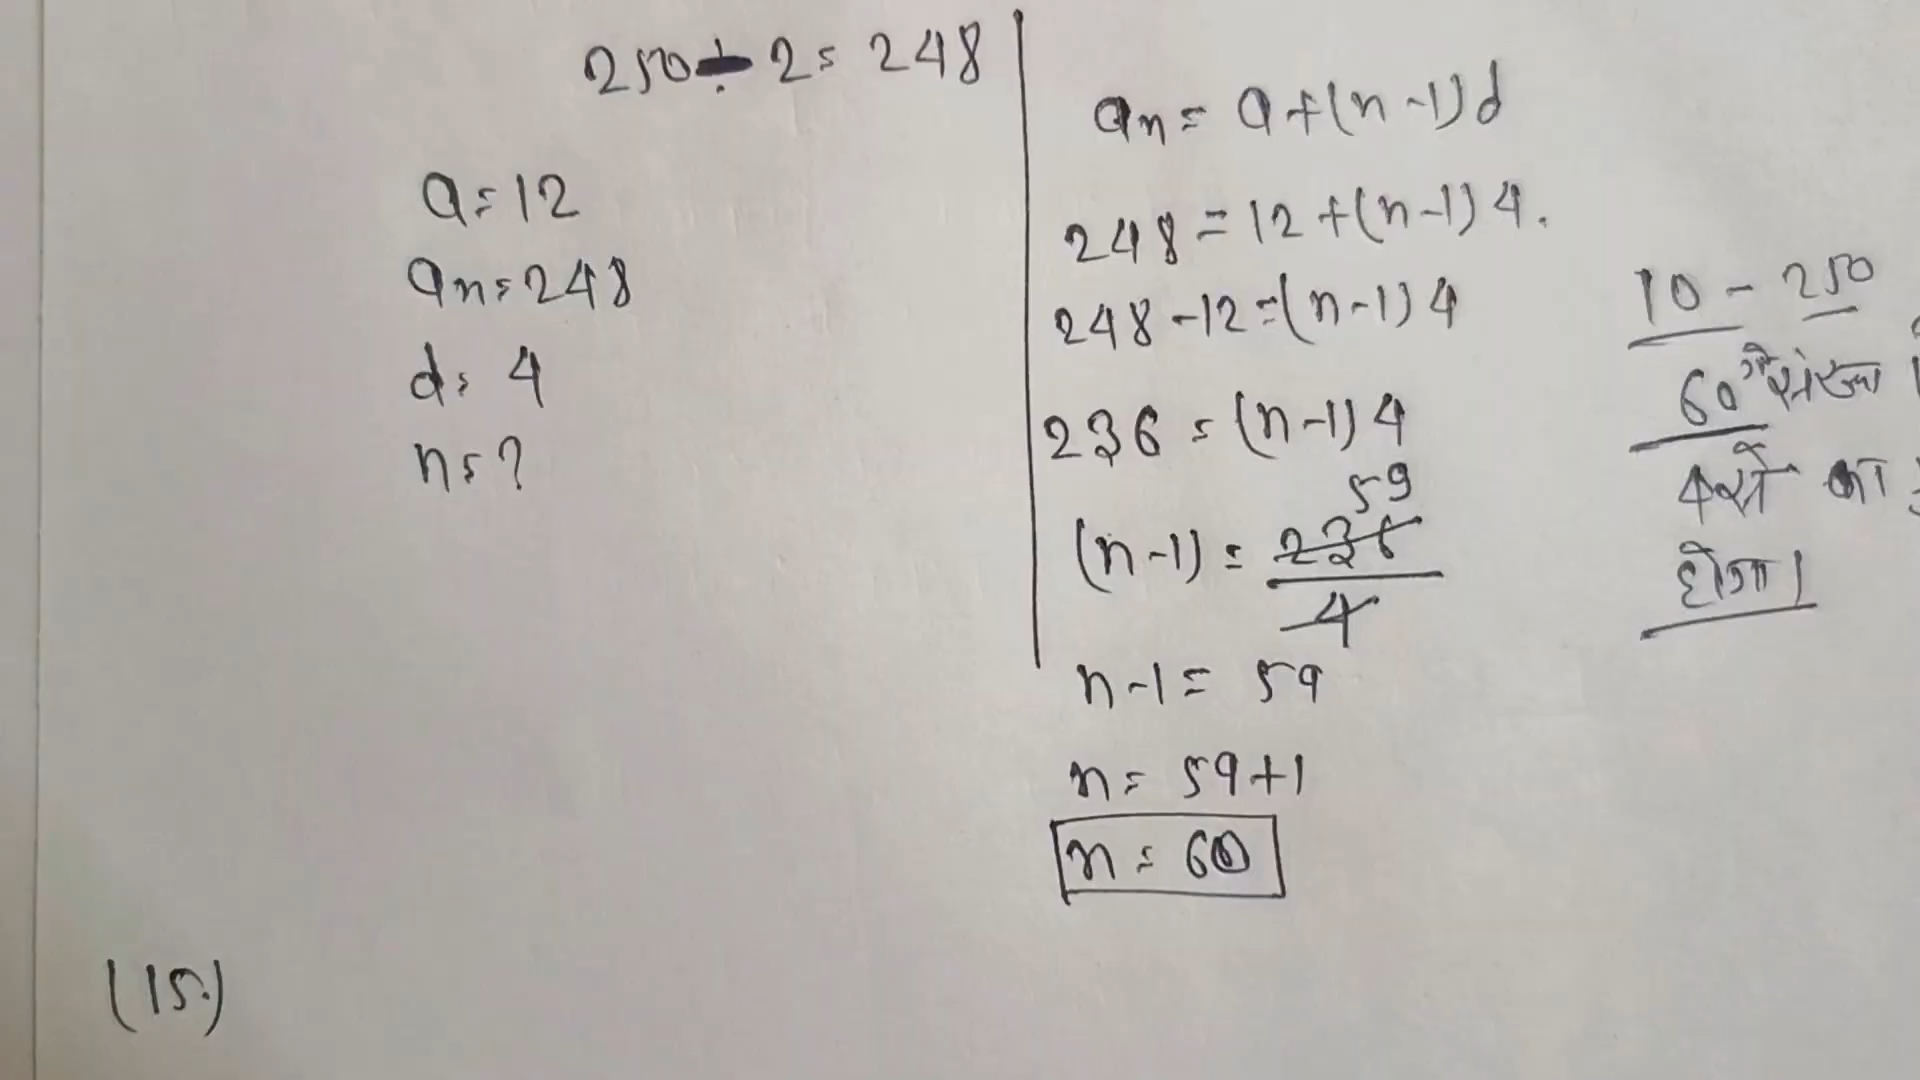 250 - 2 = 248
a = 12
an = 248
d = 4
n = ?
an = a + (n - 1) d
248 = 12 + (n - 1) 4.
248 - 12 = (n - 1) 4
236 = (n - 1) 4
59
(n - 1) = 236/4
n - 1 = 59
n = 59 + 1
n = 60
10 - 250
60 संख्या
4 से का
होगा।
(15.)